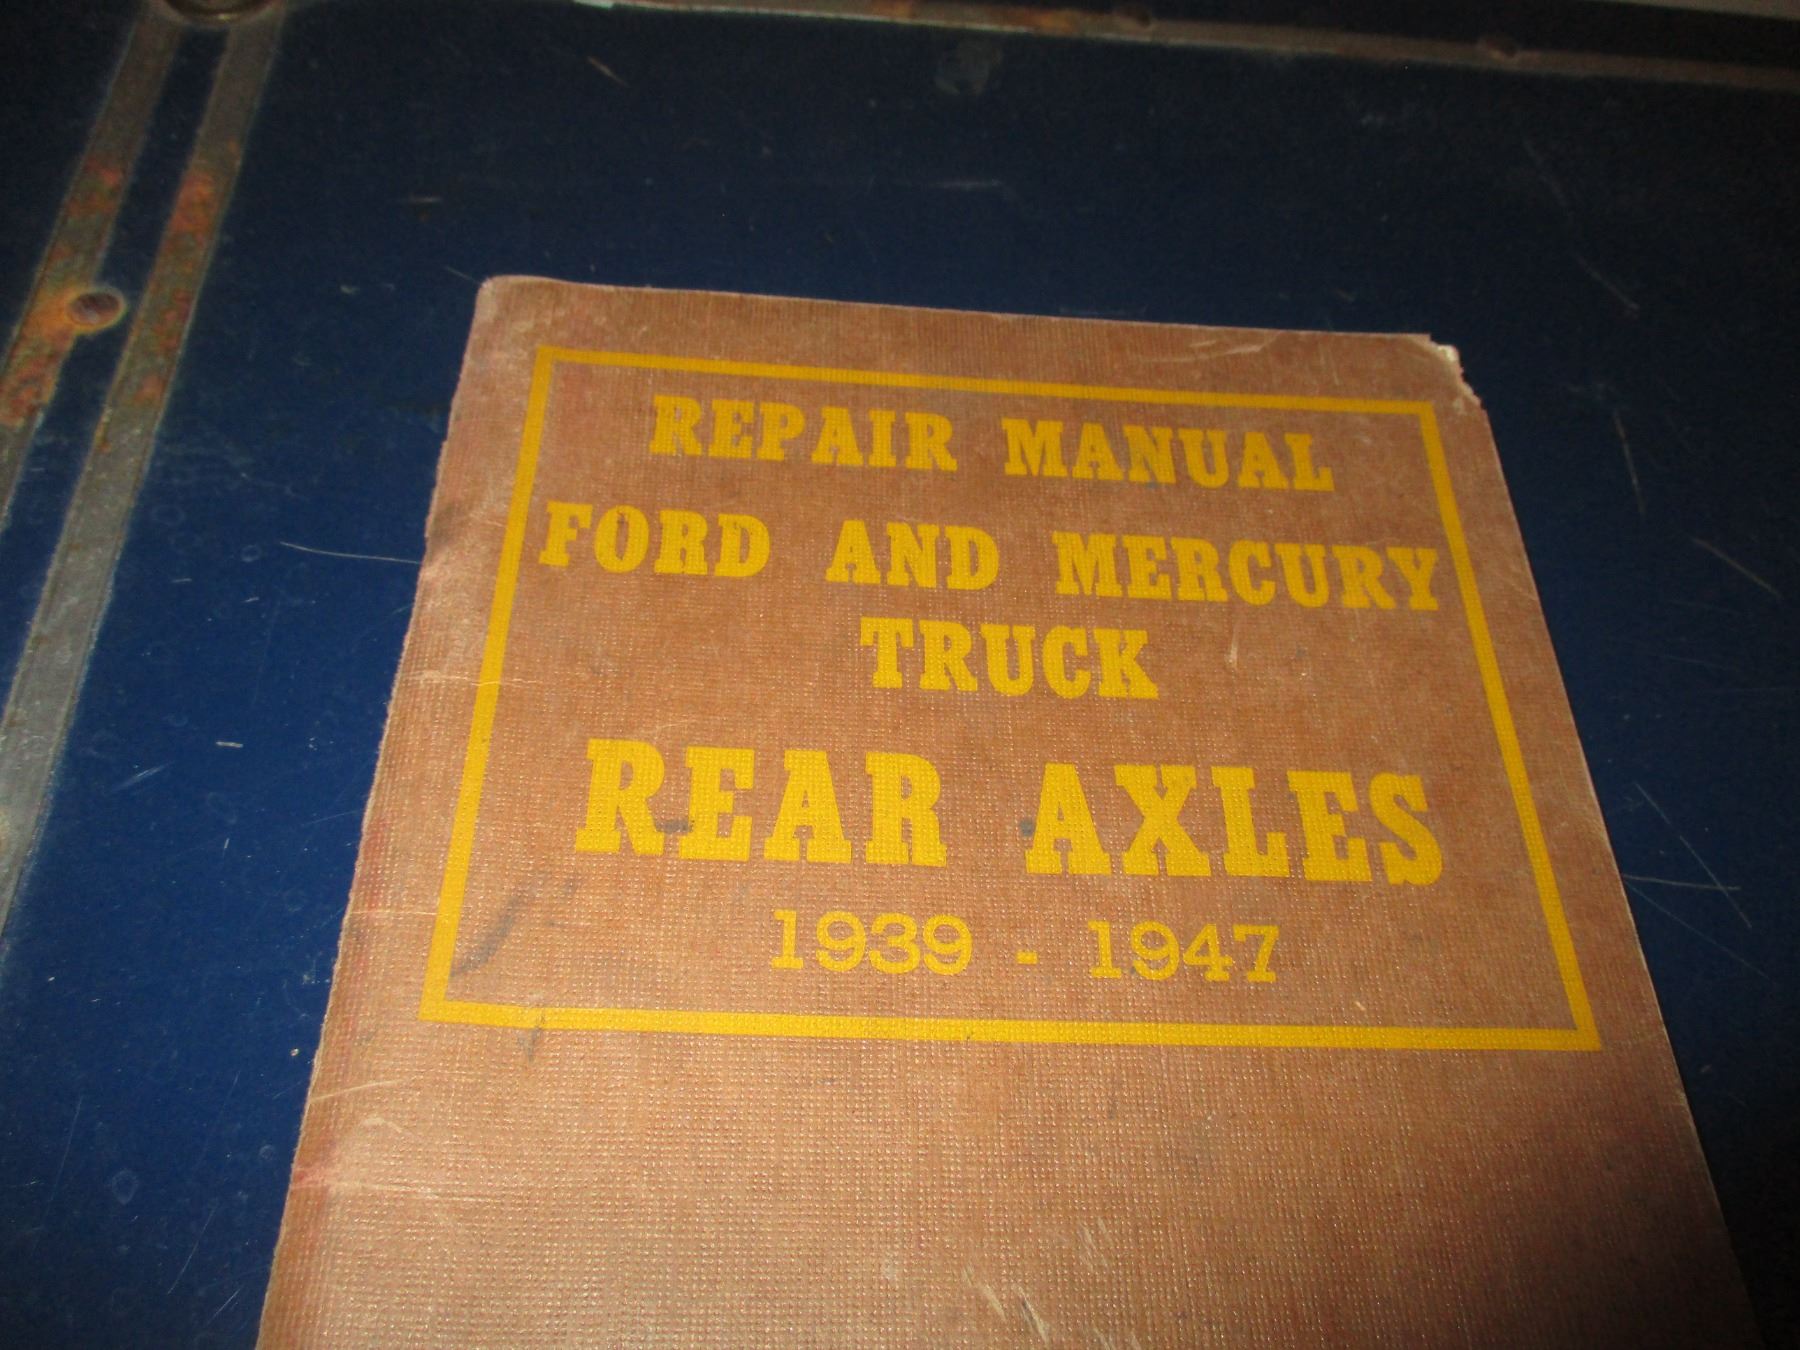 REPAIR MANUAL
FORD AND MERCURY
TRUCK
REAR AXLES
1939 - 1947